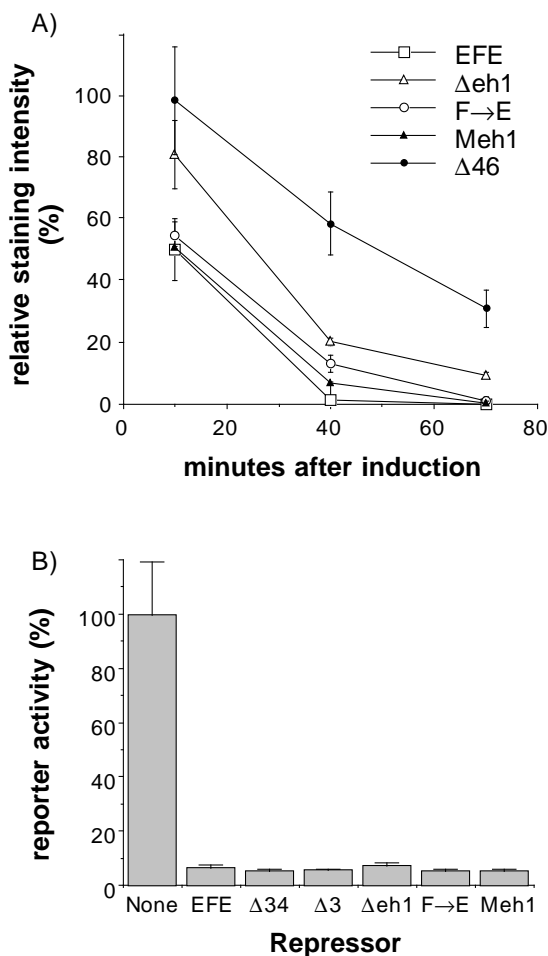 A)
EFE
Δeh1
F→E
Meh1
Δ46
relative staining intensity
(%)
100
80
60
40
20
0
0 20 40 60 80
minutes after induction
B)
reporter activity (%)
100
80
60
40
20
0
None EFE Δ34 Δ3 Δeh1 F→E Meh1
Repressor